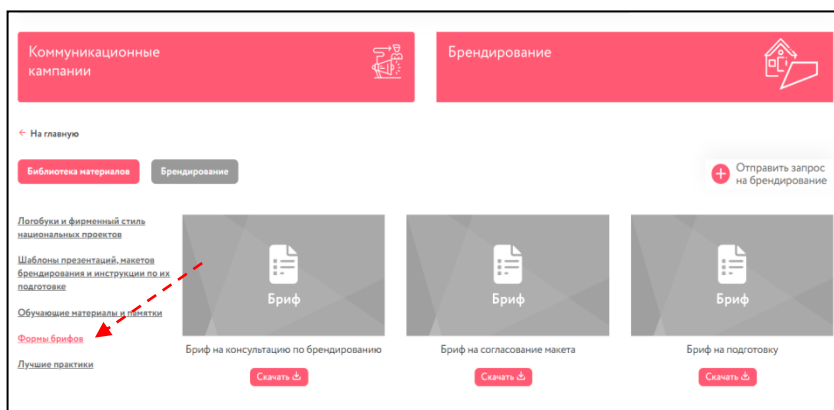 Коммуникационные
кампании
Брендирование
← На главную
Библиотека материалов
Брендирование
Отправить запрос
на брендирование
Логобуки и фирменный стиль
национальных проектов
Шаблоны презентаций, макетов
брендирования и инструкции по их
подготовке
Обучающие материалы и памятки
Формы брифов
Лучшие практики
Бриф
Бриф на консультацию по брендированию
Скачать
Бриф
Бриф на согласование макета
Скачать
Бриф
Бриф на подготовку
Скачать